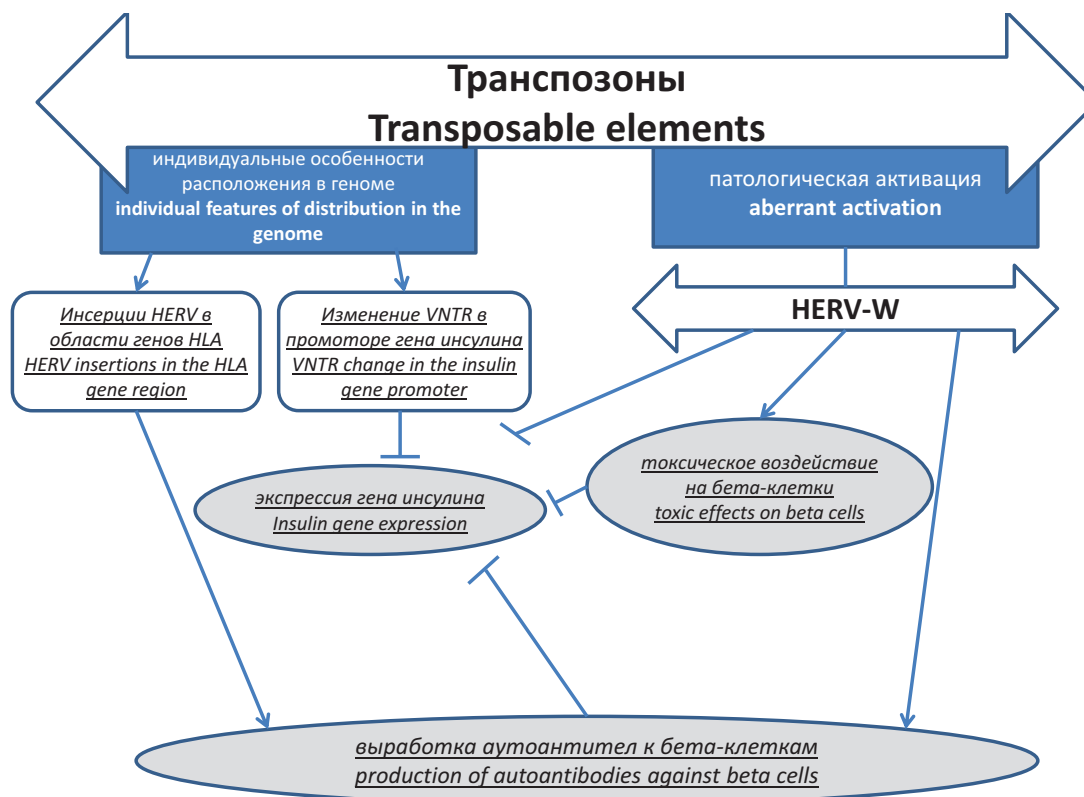 Транспозоны
Transposable elements
индивидуальные особенности
расположения в геноме
individual features of distribution in the
genome
патологическая активация
aberrant activation
HERV-W
Инсерции HERV в
области генов HLA
HERV insertions in the HLA
gene region
Изменение VNTR в
промоторе гена инсулина
VNTR change in the insulin
gene promoter
экспрессия гена инсулина
Insulin gene expression
токсическое воздействие
на бета-клетки
toxic effects on beta cells
выработка аутоантител к бета-клеткам
production of autoantibodies against beta cells